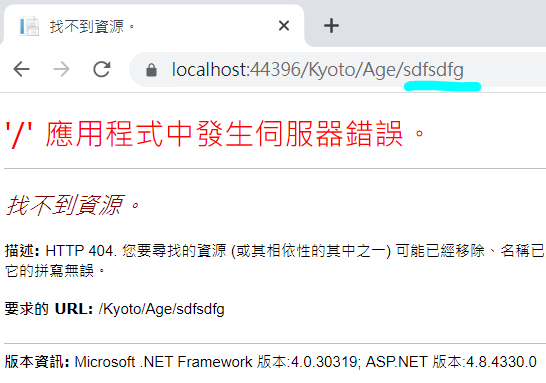 找不到資源。
localhost:44396/Kyoto/Age/sdfsdfg
'/' 應用程式中發生伺服器錯誤。
找不到資源。
描述: HTTP 404. 您要尋找的資源 (或其相依性的其中之一) 可能已經移除、名稱已
它的拼寫無誤。
要求的 URL: /Kyoto/Age/sdfsdfg
版本資訊: Microsoft .NET Framework 版本:4.0.30319; ASP.NET 版本:4.8.4330.0